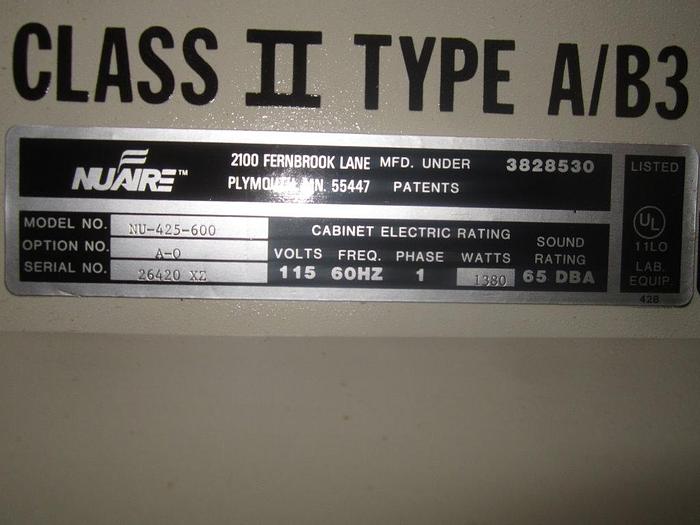 CLASS II TYPE A/B3
NUAIRE™
2100 FERNBROOK LANE
PLYMOUTH, MN. 55447
MFD. UNDER 3828530
PATENTS
MODEL NO. NU-425-600
OPTION NO. A-O
SERIAL NO. 26420 XE
CABINET ELECTRIC RATING
VOLTS FREQ. PHASE WATTS SOUND RATING
115 60HZ 1 1380 65 DBA
LISTED
UL
11LO
LAB.
EQUIP.
428